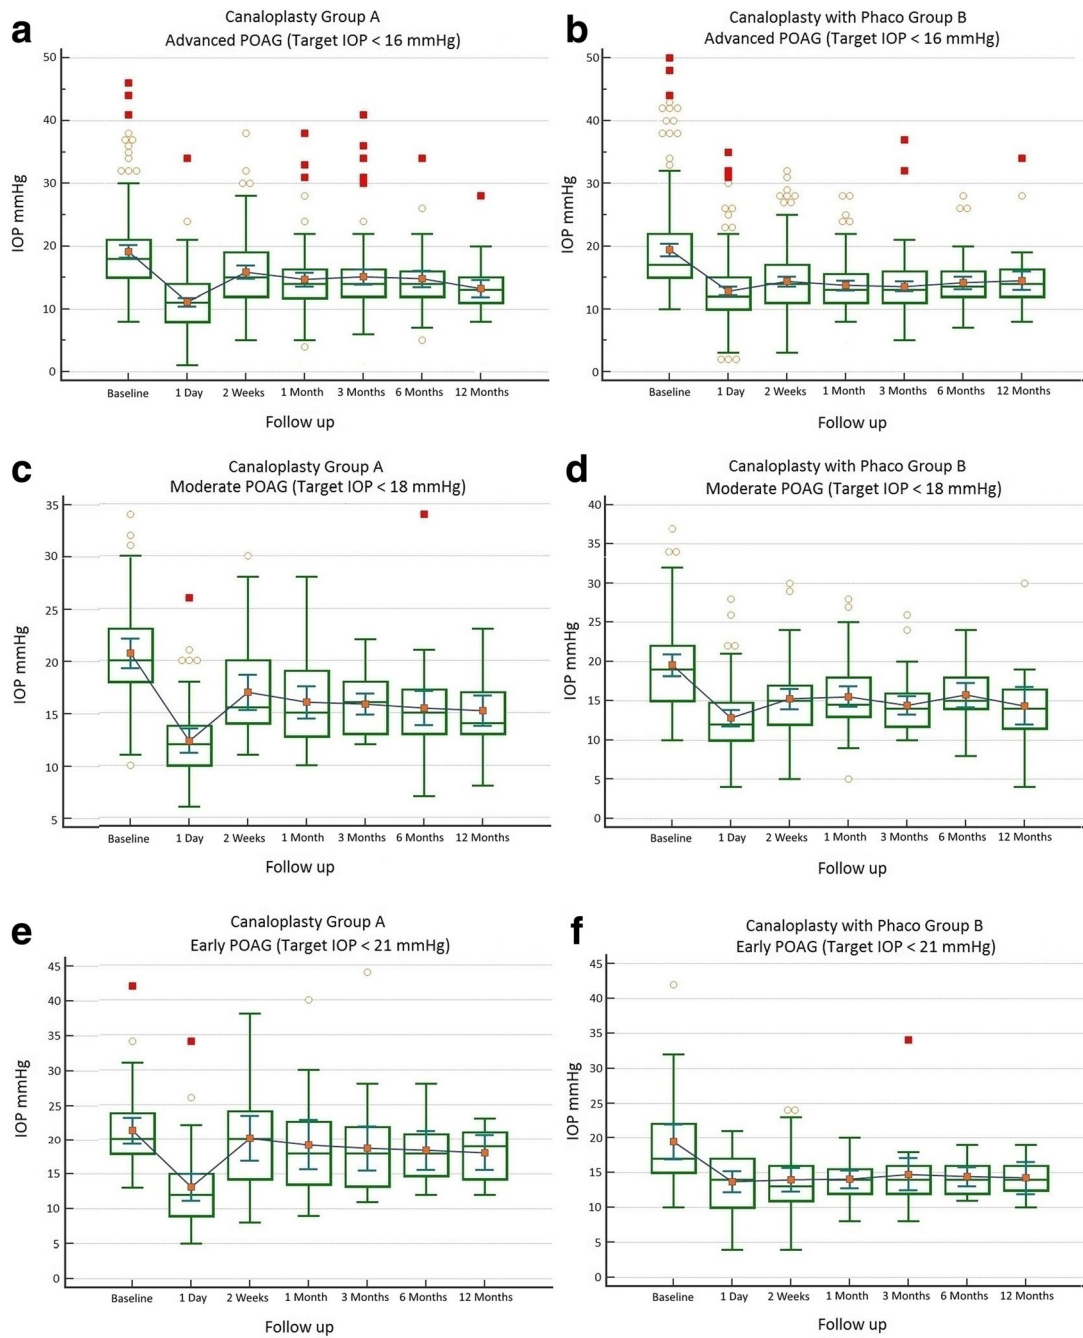 a
Canaloplasty Group A
Advanced POAG (Target IOP < 16 mmHg)
IOP mmHg
50
40
30
20
10
0
Baseline 1 Day 2 Weeks 1 Month 3 Months 6 Months 12 Months
Follow up
b
Canaloplasty with Phaco Group B
Advanced POAG (Target IOP < 16 mmHg)
IOP mmHg
50
40
30
20
10
0
Baseline 1 Day 2 Weeks 1 Month 3 Months 6 Months 12 Months
Follow up
c
Canaloplasty Group A
Moderate POAG (Target IOP < 18 mmHg)
IOP mmHg
35
30
25
20
15
10
5
Baseline 1 Day 2 Weeks 1 Month 3 Months 6 Months 12 Months
Follow up
d
Canaloplasty with Phaco Group B
Moderate POAG (Target IOP < 18 mmHg)
IOP mmHg
40
35
30
25
20
15
10
5
0
Baseline 1 Day 2 Weeks 1 Month 3 Months 6 Months 12 Months
Follow up
e
Canaloplasty Group A
Early POAG (Target IOP < 21 mmHg)
IOP mmHg
45
40
35
30
25
20
15
10
5
0
Baseline 1 Day 2 Weeks 1 Month 3 Months 6 Months 12 Months
Follow up
f
Canaloplasty with Phaco Group B
Early POAG (Target IOP < 21 mmHg)
IOP mmHg
45
40
35
30
25
20
15
10
5
0
Baseline 1 Day 2 Weeks 1 Month 3 Months 6 Months 12 Months
Follow up